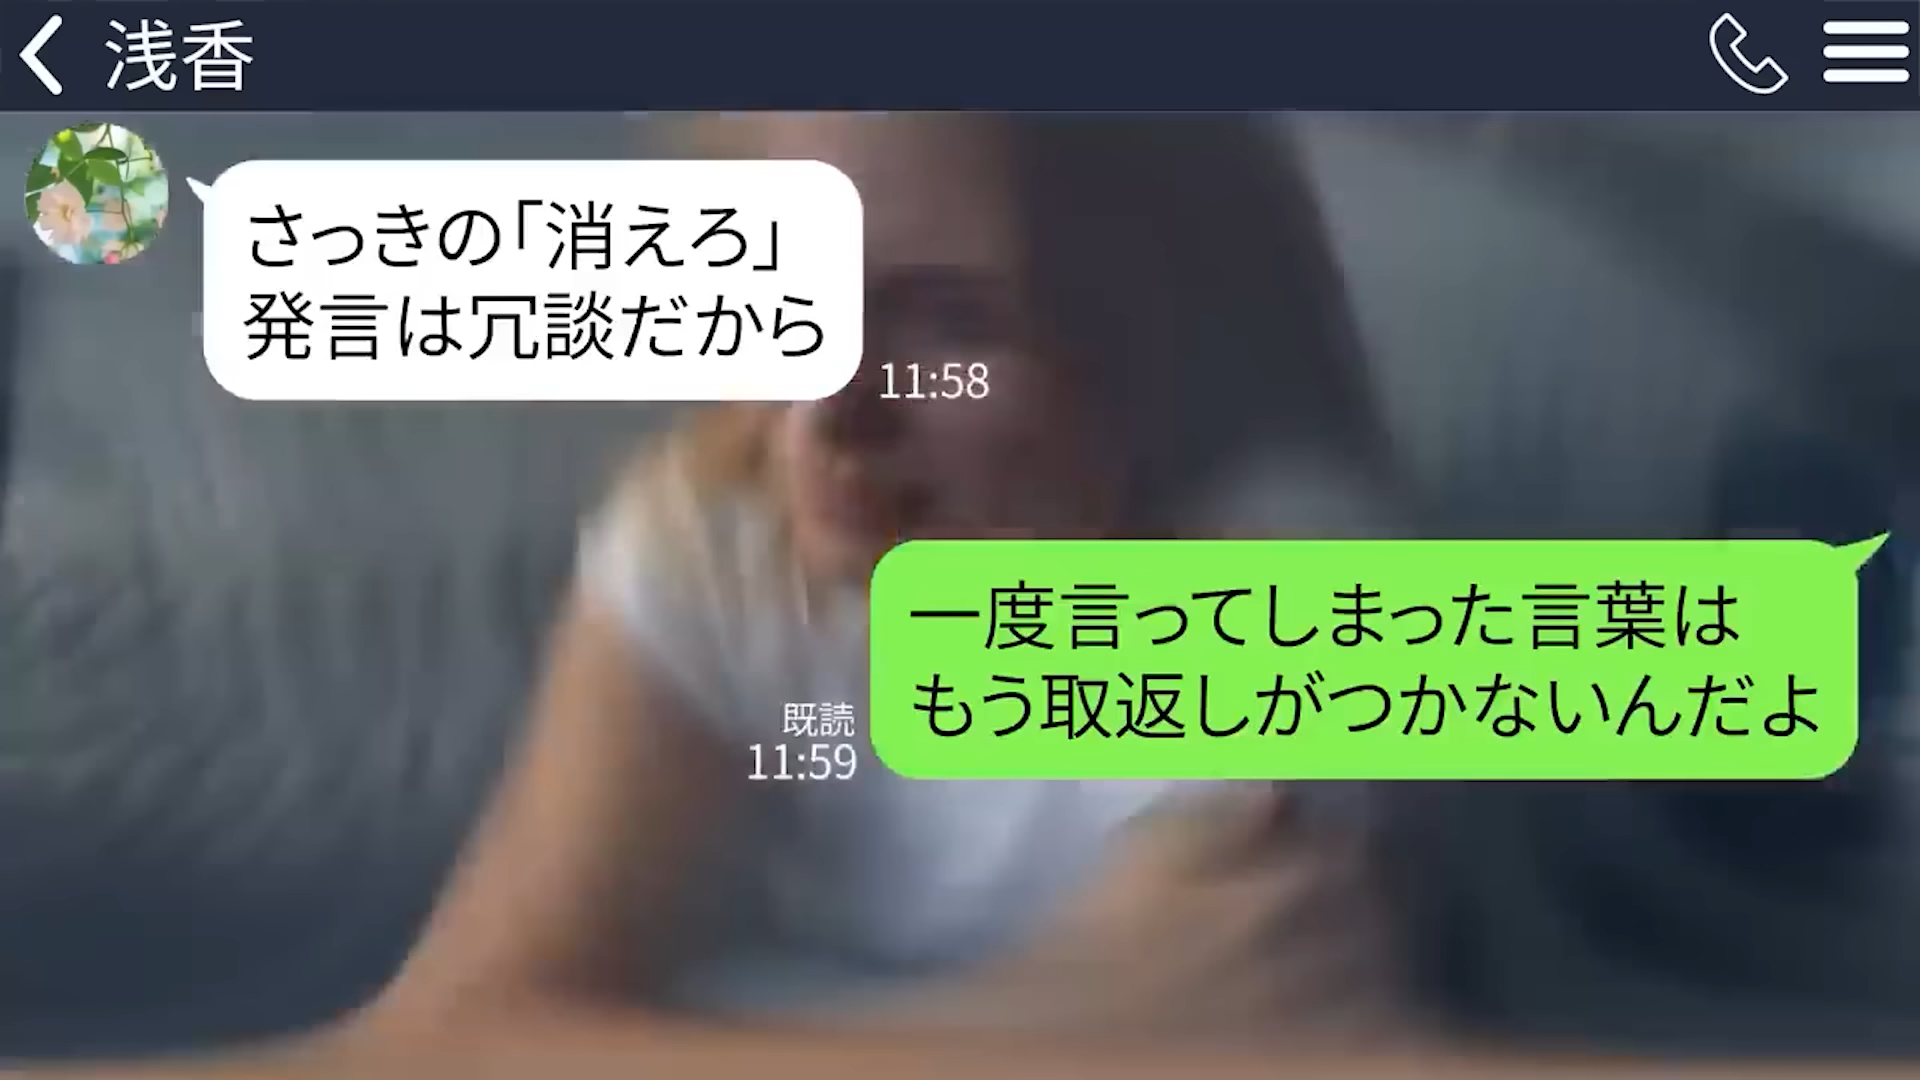 浅香
さっきの「消えろ」
発言は冗談だから
11:58
一度言ってしまった言葉は
もう取返しがつかないんだよ
既読
11:59